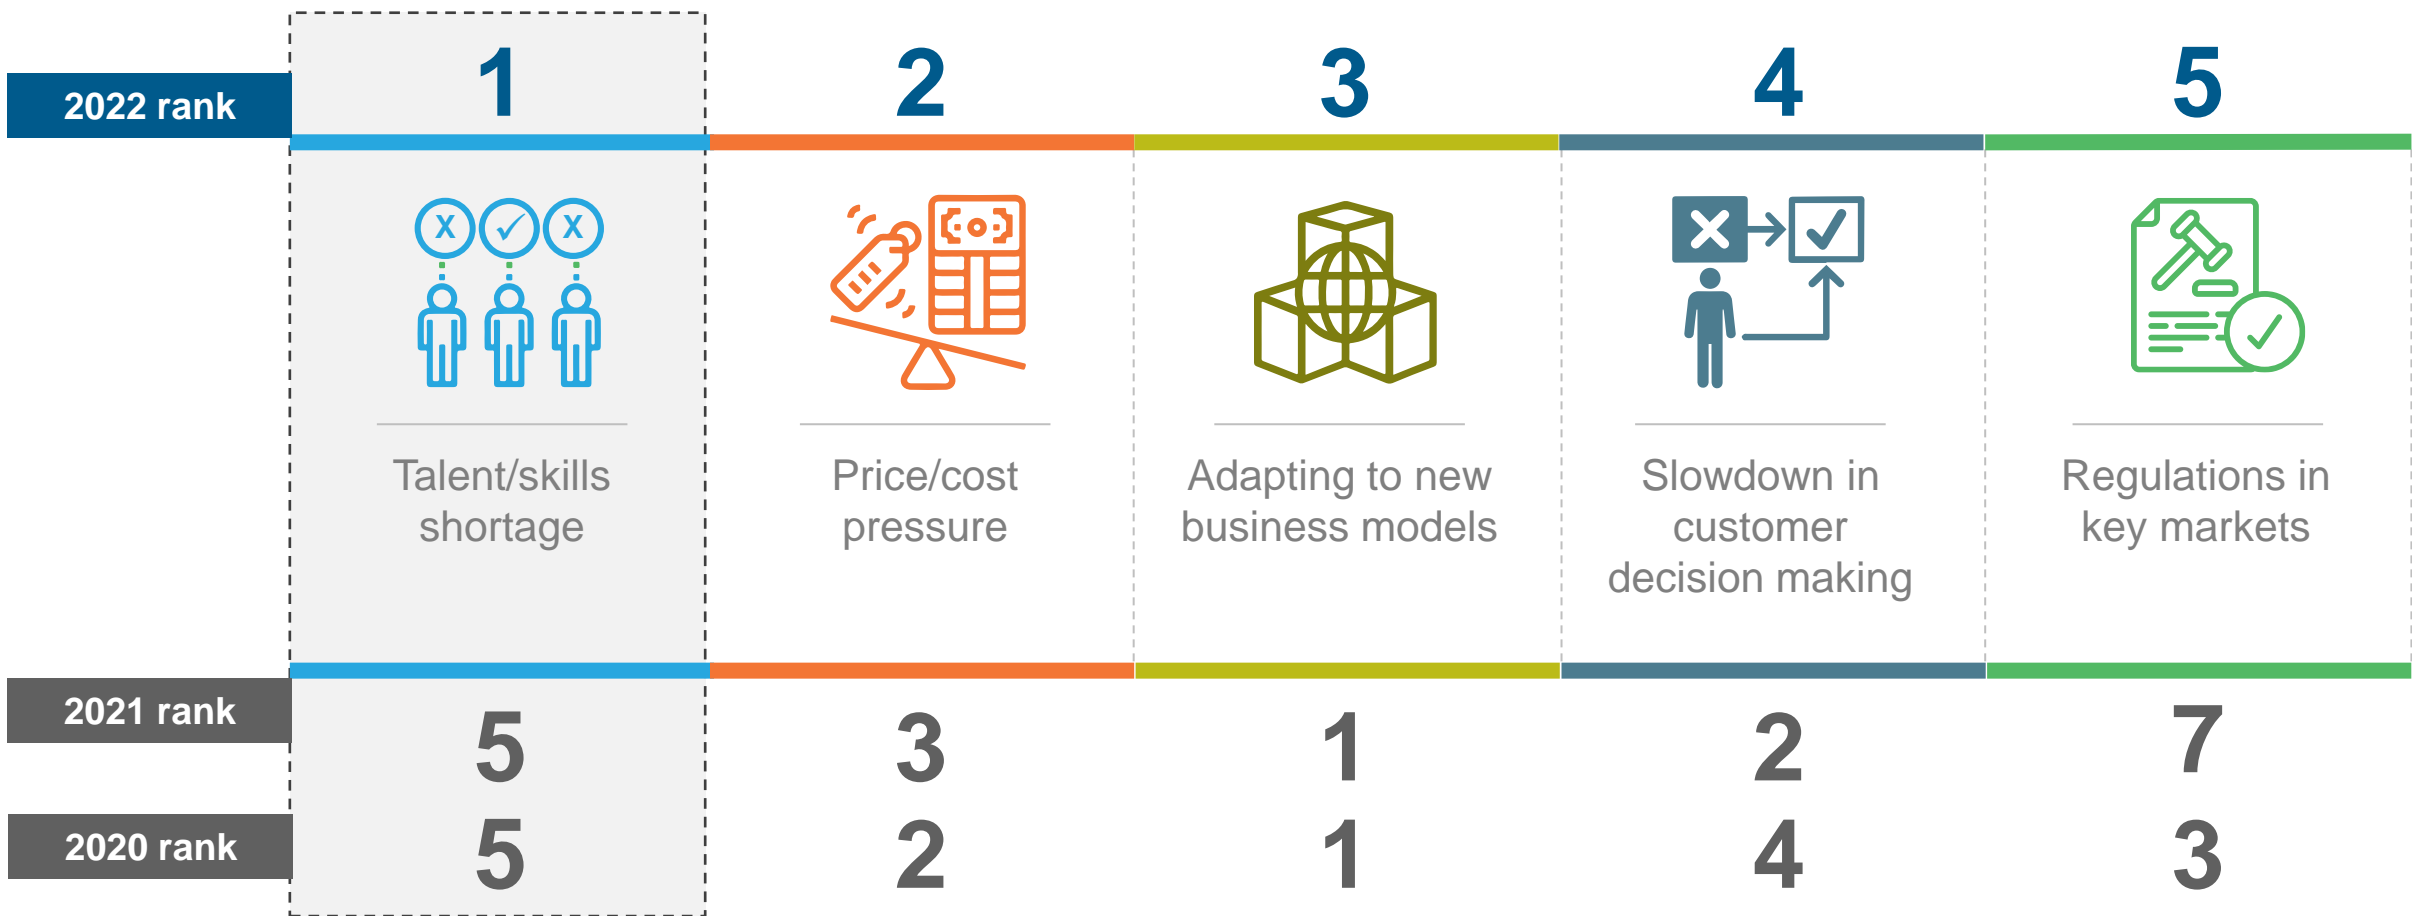 2022 rank
1
2
3
4
5
X
X
Talent/skills
shortage
Price/cost
pressure
Adapting to new
business models
Slowdown in
customer
decision making
Regulations in
key markets
2021 rank
5
3
1
2
7
2020 rank
5
2
1
4
3